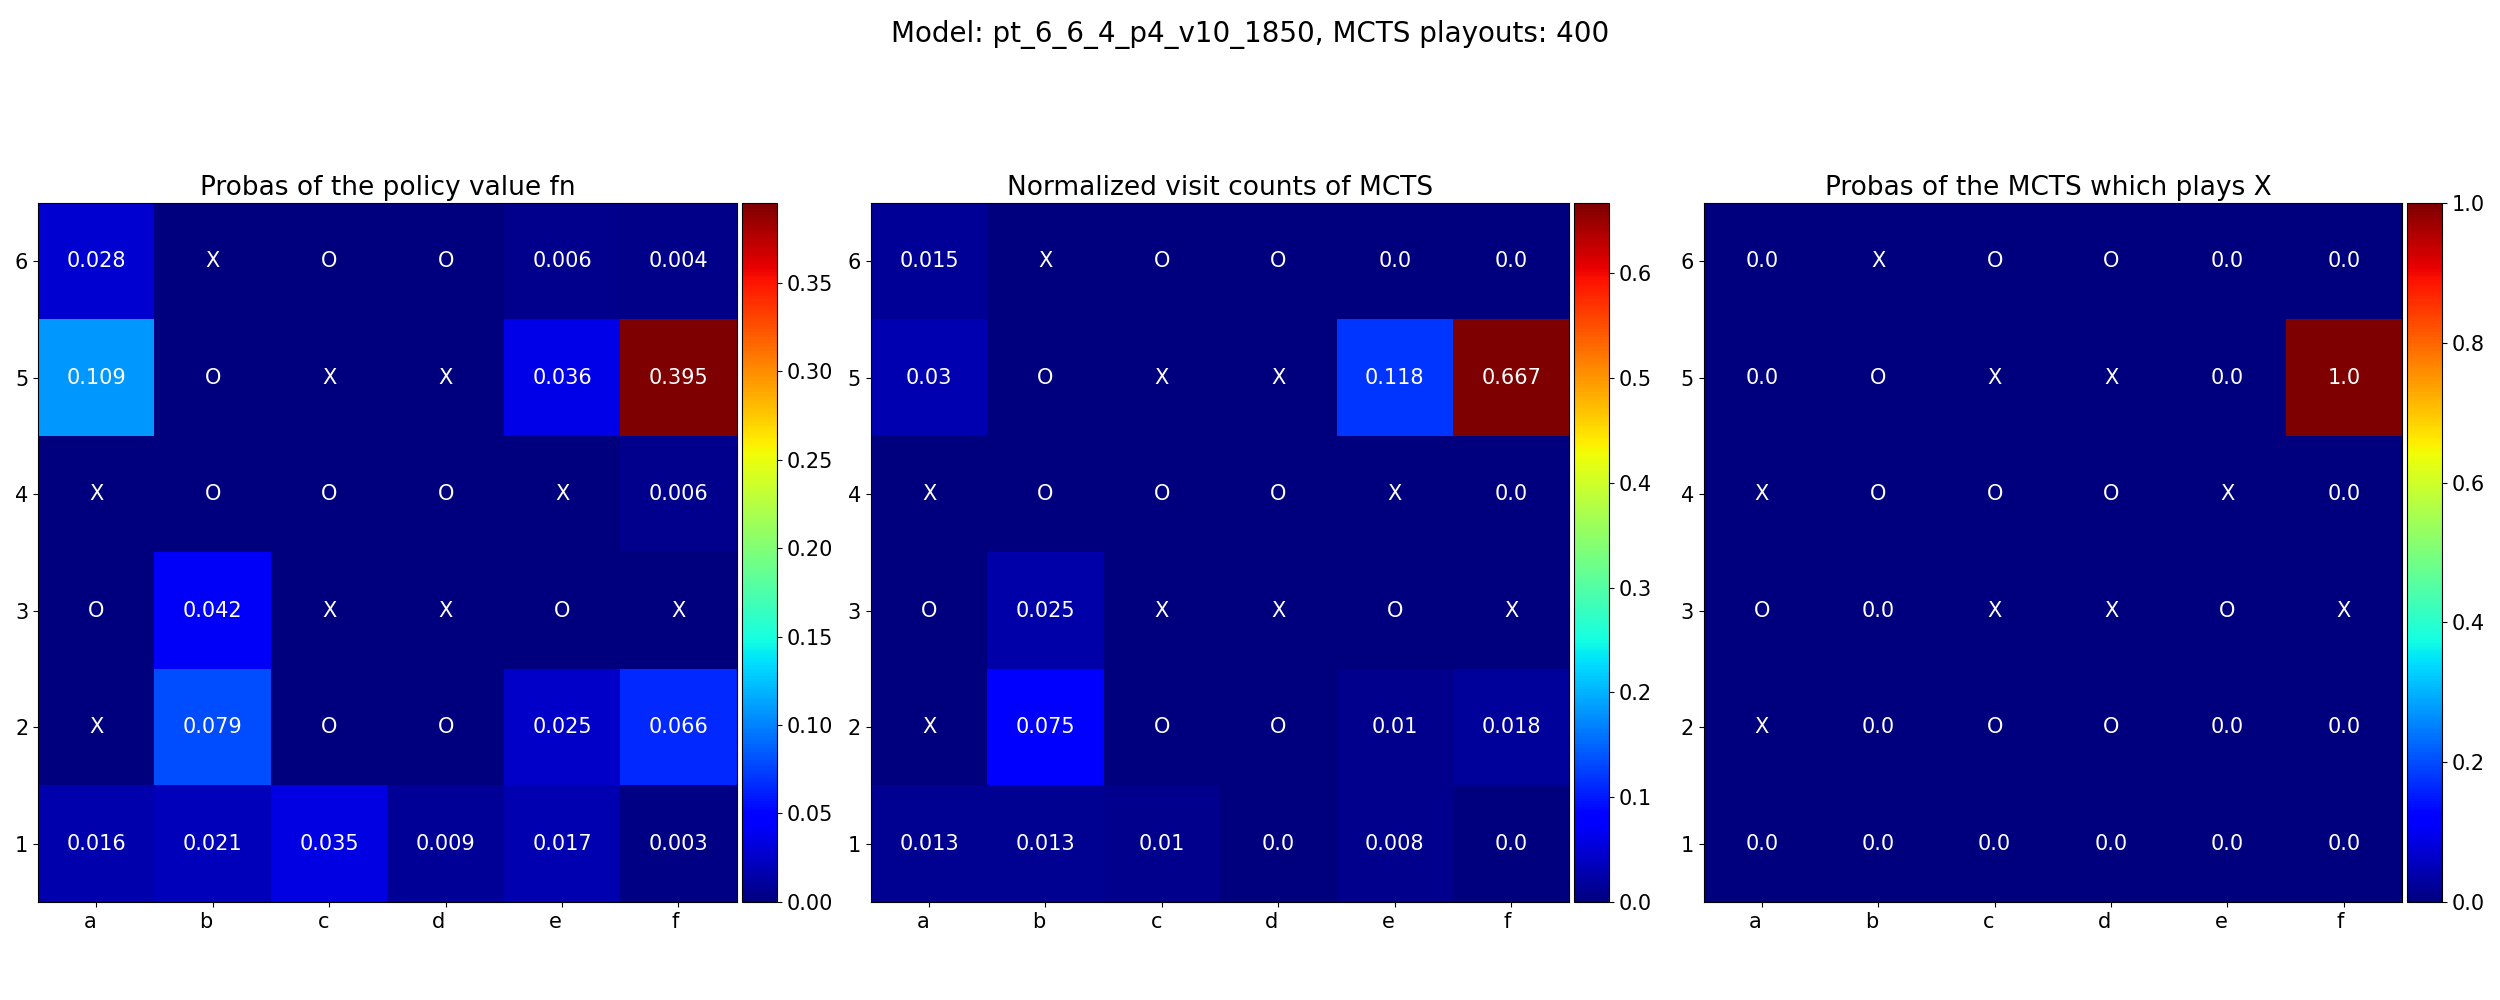 Model: pt_6_6_4_p4_v10_1850, MCTS playouts: 400
Probas of the policy value fn
6 0.028 X O O 0.006 0.004
5 0.109 O X X 0.036 0.395
4 X O O O X 0.006
3 O 0.042 X X O X
2 X 0.079 O O 0.025 0.066
1 0.016 0.021 0.035 0.009 0.017 0.003
a b c d e f
0.35
0.30
0.25
0.20
0.15
0.10
0.05
0.00
Normalized visit counts of MCTS
6 0.015 X O O 0.0 0.0
5 0.03 O X X 0.118 0.667
4 X O O O X 0.0
3 O 0.025 X X O X
2 X 0.075 O O 0.01 0.018
1 0.013 0.013 0.01 0.0 0.008 0.0
a b c d e f
0.6
0.5
0.4
0.3
0.2
0.1
0.0
Probas of the MCTS which plays X
6 0.0 X O O 0.0 0.0
5 0.0 O X X 0.0 1.0
4 X O O O X 0.0
3 O 0.0 X X O X
2 X 0.0 O O 0.0 0.0
1 0.0 0.0 0.0 0.0 0.0 0.0
a b c d e f
1.0
0.8
0.6
0.4
0.2
0.0